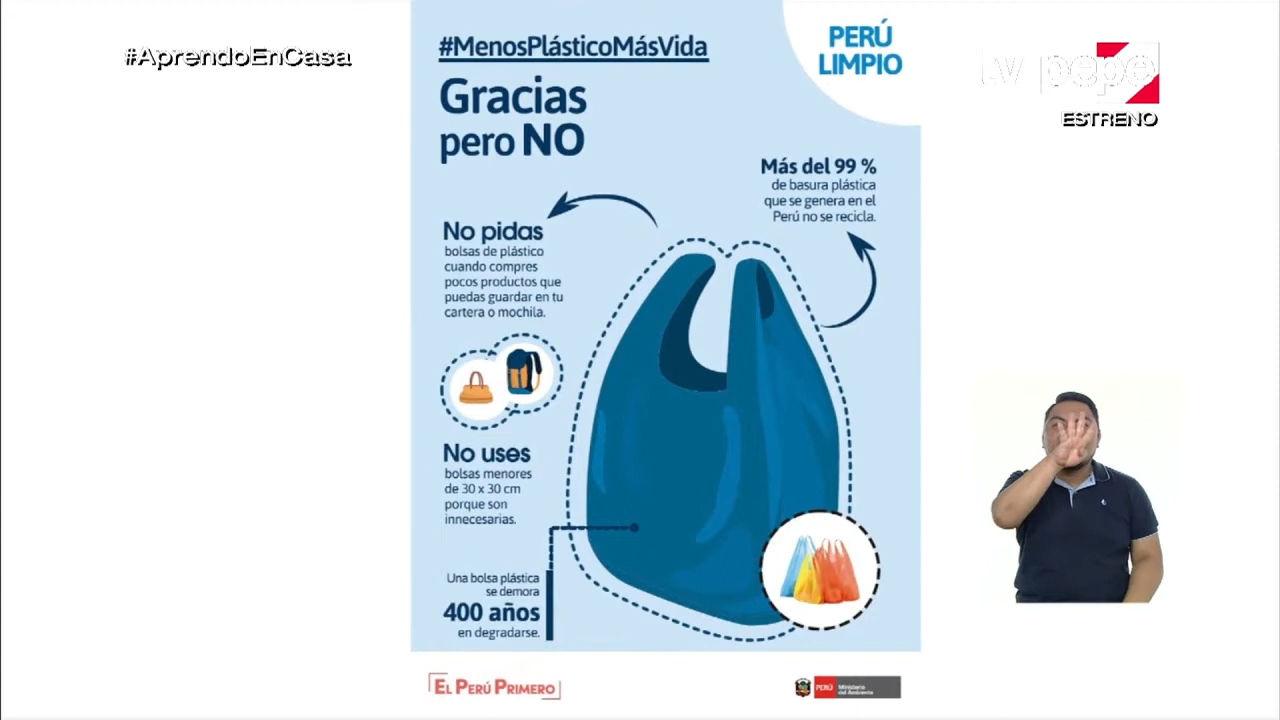 #AprendoEnCasa
#MenosPlásticoMásVida
Gracias
pero NO
PERÚ
LIMPIO
tv perú
ESTRENO
Más del 99 %
de basura plástica
que se genera en el
Perú no se recicla.
No pidas
bolsas de plástico
cuando compres
pocos productos que
puedas guardar en tu
cartera o mochila.
No uses
bolsas menores
de 30 x 30 cm
porque son
innecesarias.
Una bolsa plástica
se demora
400 años
en degradarse.
EL PERÚ PRIMERO
PERÚ
Ministerio
del Ambiente